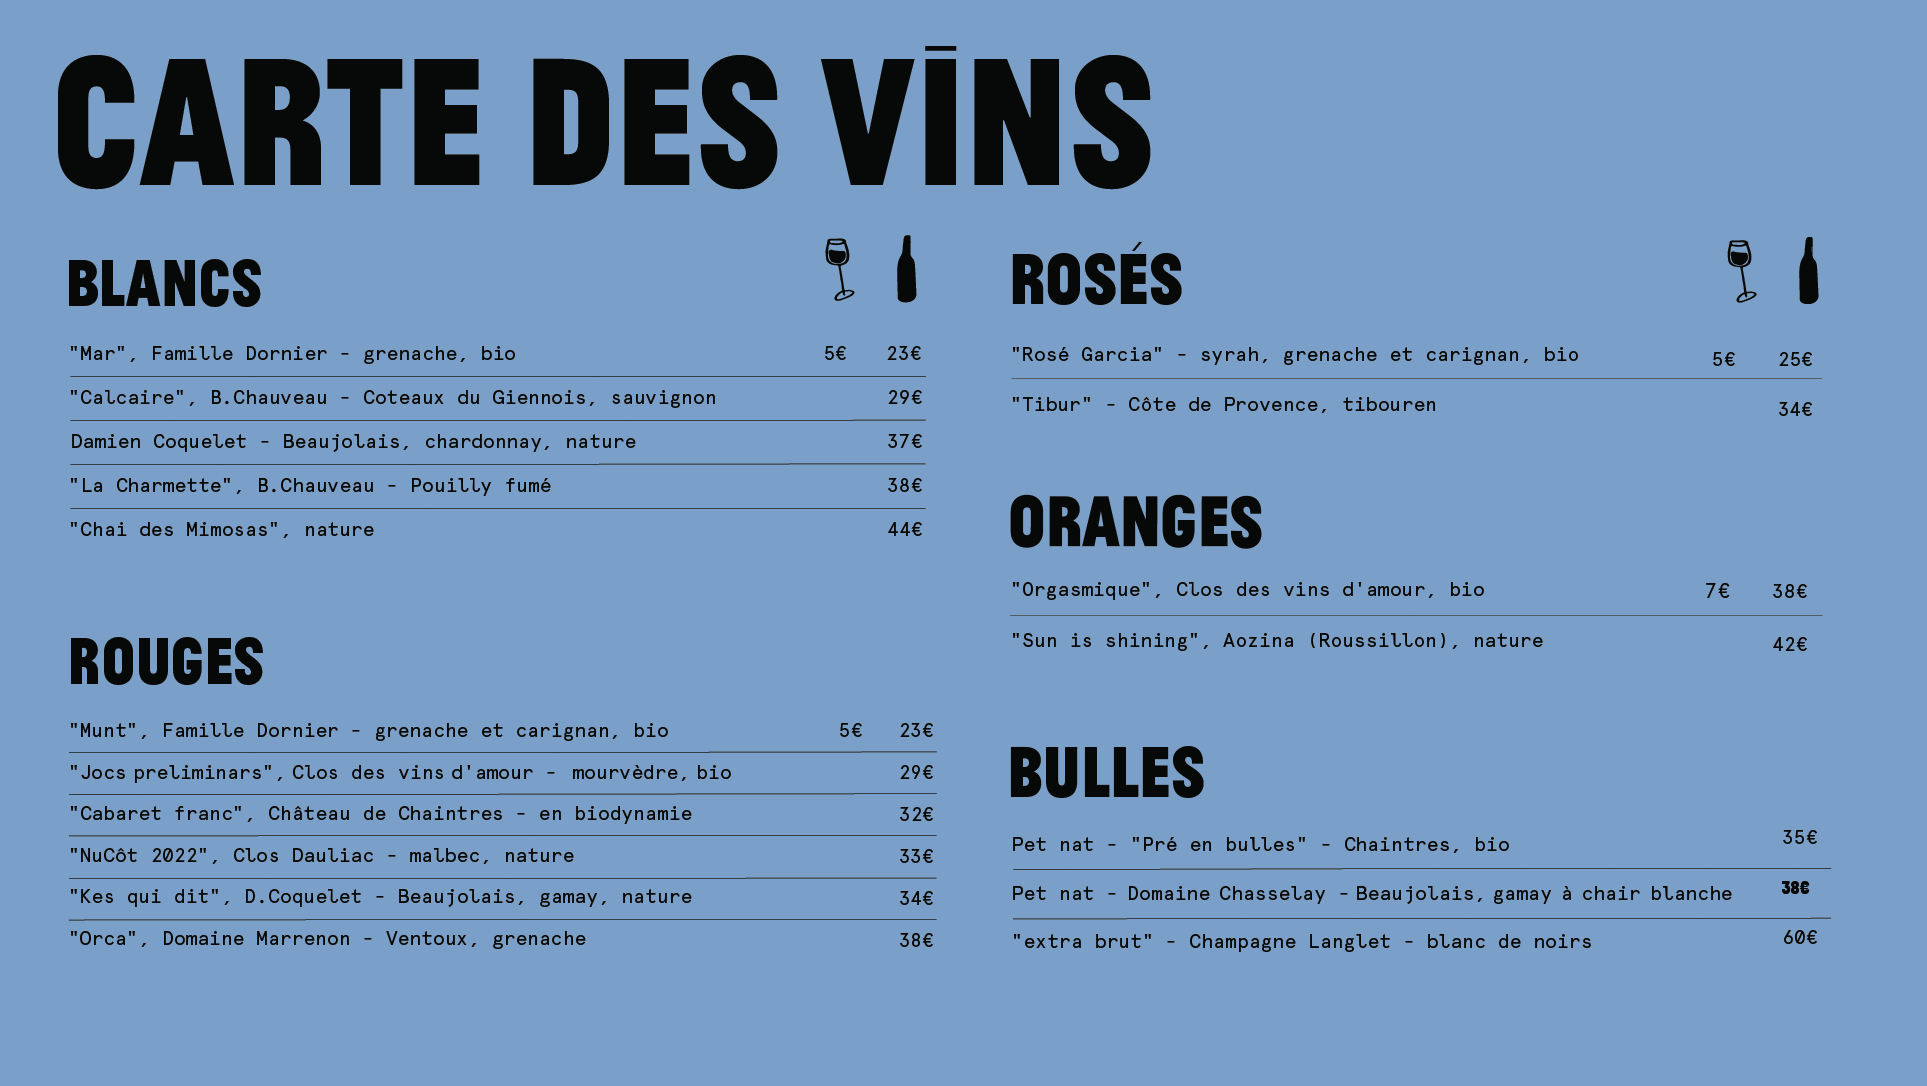 CARTE DES VĪNS
BLANCS
"Mar", Famille Dornier - grenache, bio 5€ 23€
"Calcaire", B.Chauveau - Coteaux du Giennois, sauvignon 29€
Damien Coquelet - Beaujolais, chardonnay, nature 37€
"La Charmette", B.Chauveau - Pouilly fumé 38€
"Chai des Mimosas", nature 44€
ROUGES
"Munt", Famille Dornier - grenache et carignan, bio 5€ 23€
"Jocs preliminars", Clos des vins d'amour - mourvèdre, bio 29€
"Cabaret franc", Château de Chaintres - en biodynamie 32€
"NuCôt 2022", Clos Dauliac - malbec, nature 33€
"Kes qui dit", D.Coquelet - Beaujolais, gamay, nature 34€
"Orca", Domaine Marrenon - Ventoux, grenache 38€
ROSÉS
"Rosé Garcia" - syrah, grenache et carignan, bio 5€ 25€
"Tibur" - Côte de Provence, tibouren 34€
ORANGES
"Orgasmique", Clos des vins d'amour, bio 7€ 38€
"Sun is shining", Aozina (Roussillon), nature 42€
BULLES
Pet nat - "Pré en bulles" - Chaintres, bio 35€
Pet nat - Domaine Chasselay - Beaujolais, gamay à chair blanche 38€
"extra brut" - Champagne Langlet - blanc de noirs 60€